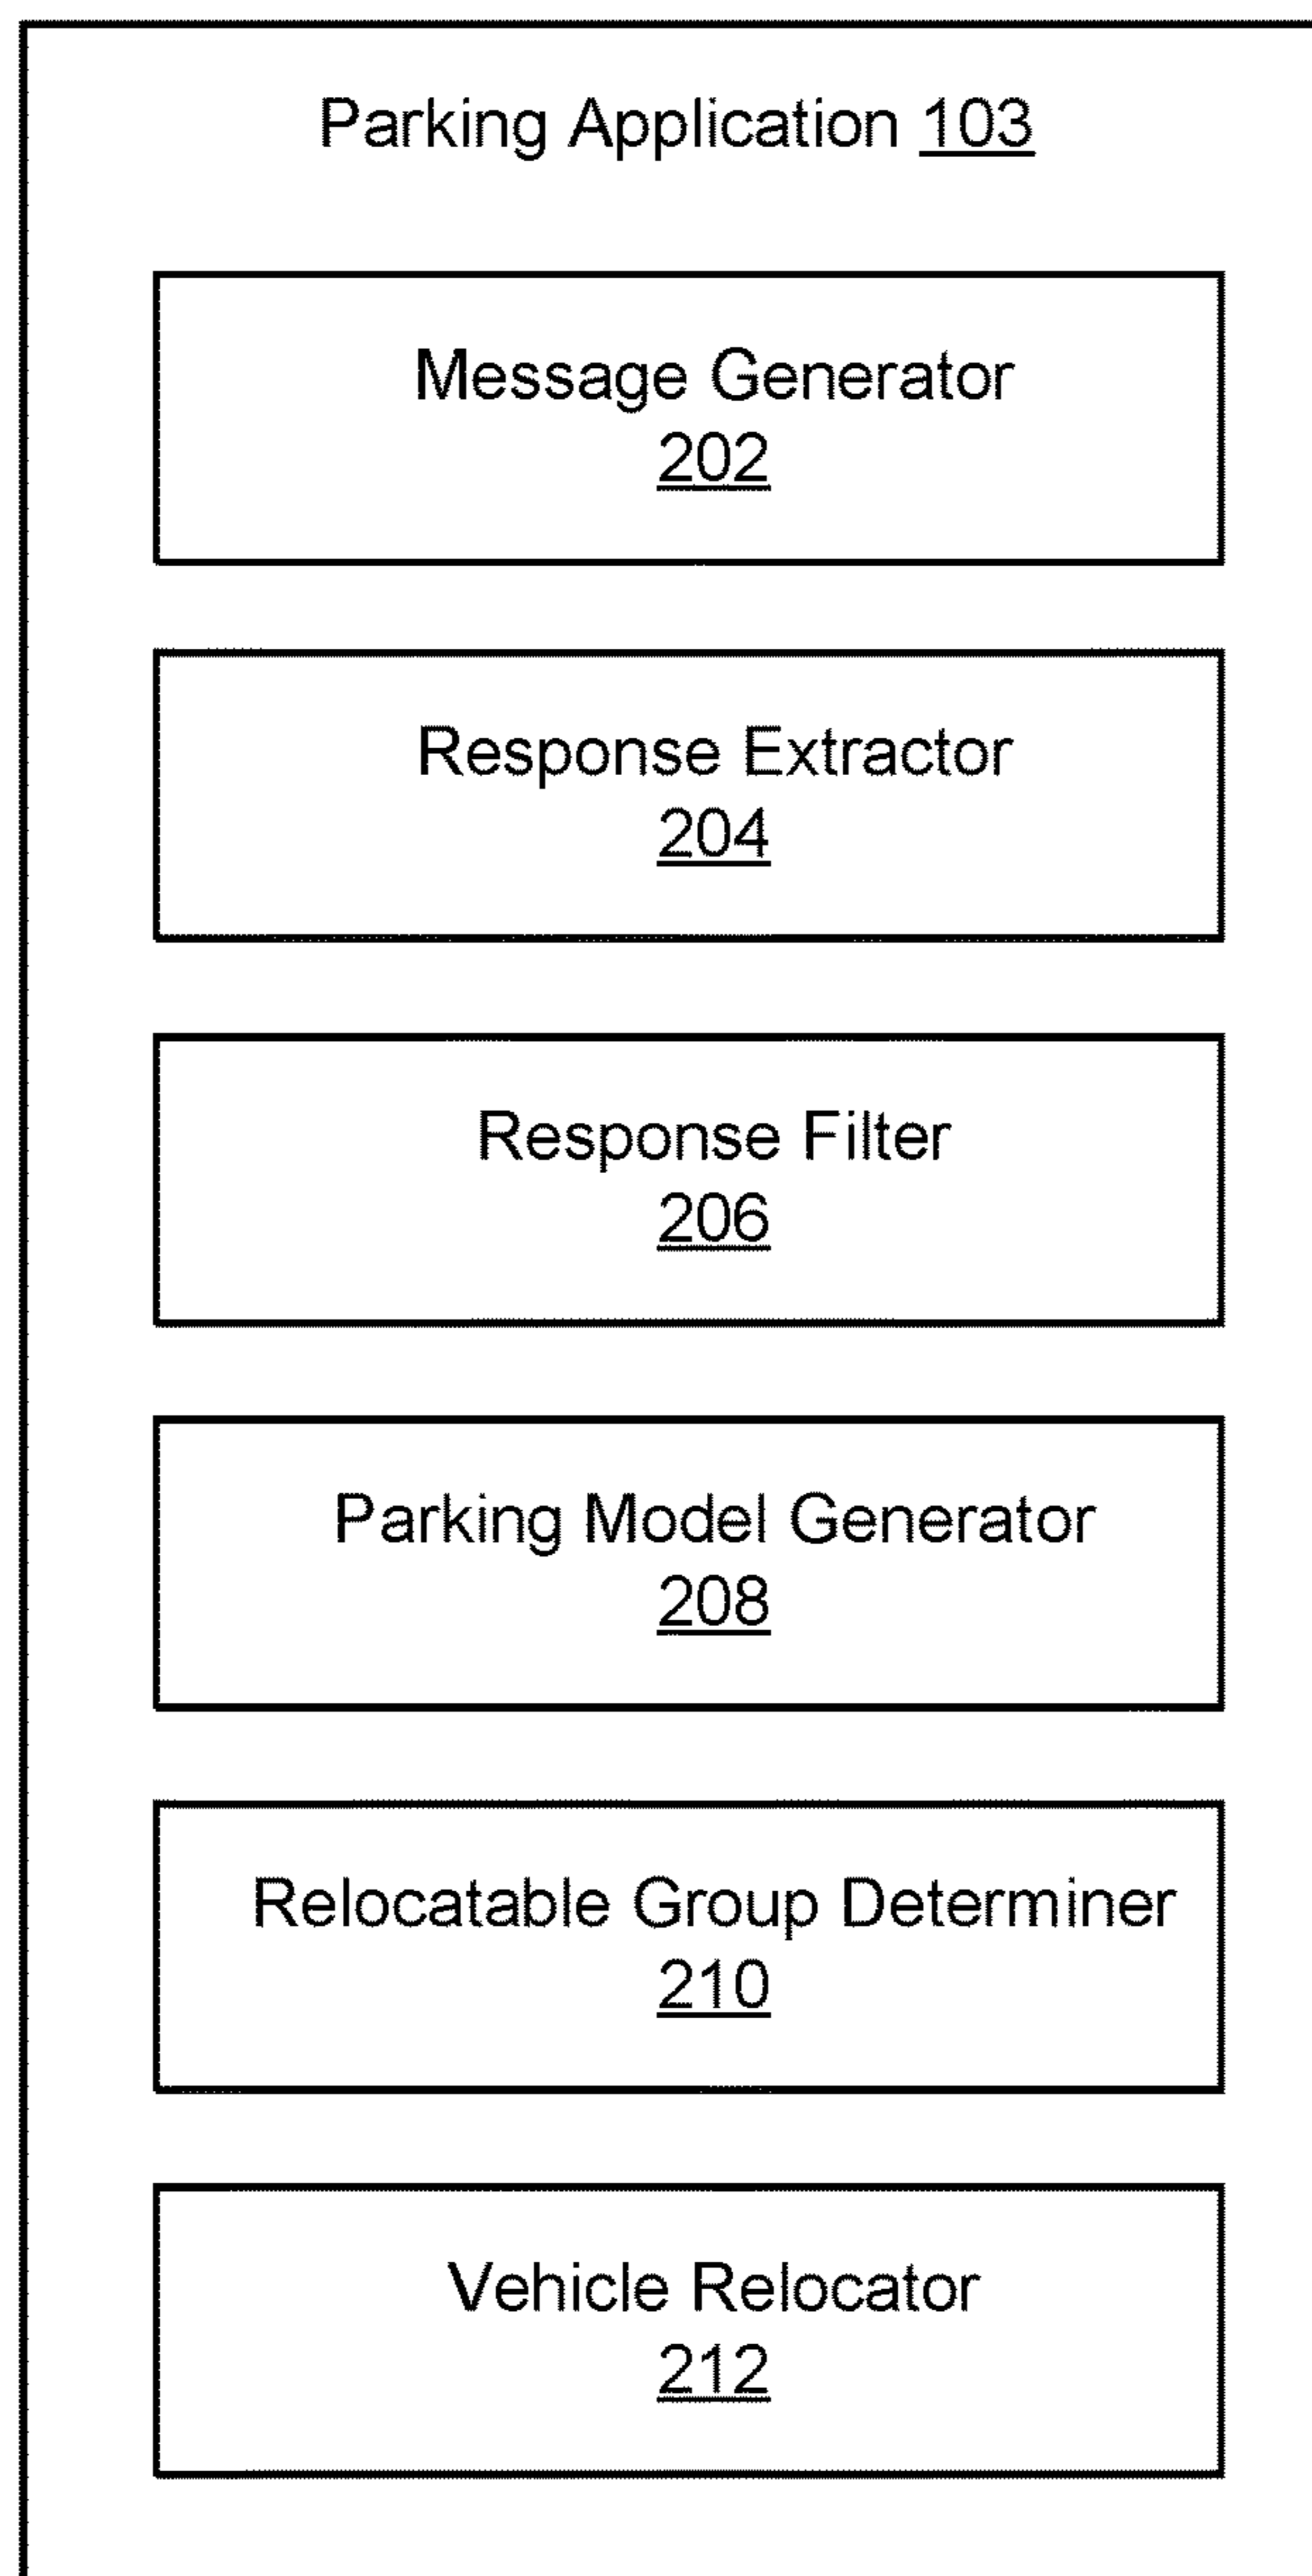 Parking Application 103
Message Generator
202
Response Extractor
204
Response Filter
206
Parking Model Generator
208
Relocatable Group Determiner
210
Vehicle Relocator
212